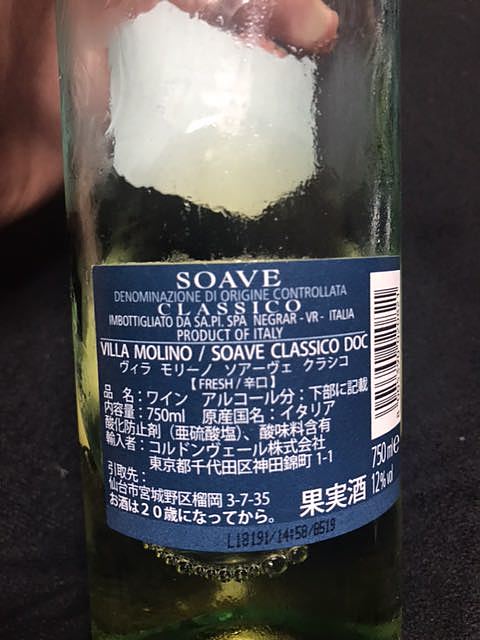 SOAVE
DENOMINAZIONE DI ORIGINE CONTROLLATA
CLASSICO
IMBOTTIGLIATO DA SA.PI. SPA NEGRAR - VR - ITALIA
PRODUCT OF ITALY
VILLA MOLINO / SOAVE CLASSICO DOC
ヴィラ モリーノ ソアーヴェ クラシコ
【 FRESH / 辛口 】
品 名：ワイン アルコール分：下部に記載
内容量：750ml 原産国名：イタリア
酸化防止剤（亜硫酸塩）、酸味料含有
輸入者：コルドンヴェール株式会社
東京都千代田区神田錦町 1-1
引取先：
仙台市宮城野区榴岡 3-7-35
お酒は２０歳になってから。
果実酒
750 ml e
12% vol
L18191/14:58/6519